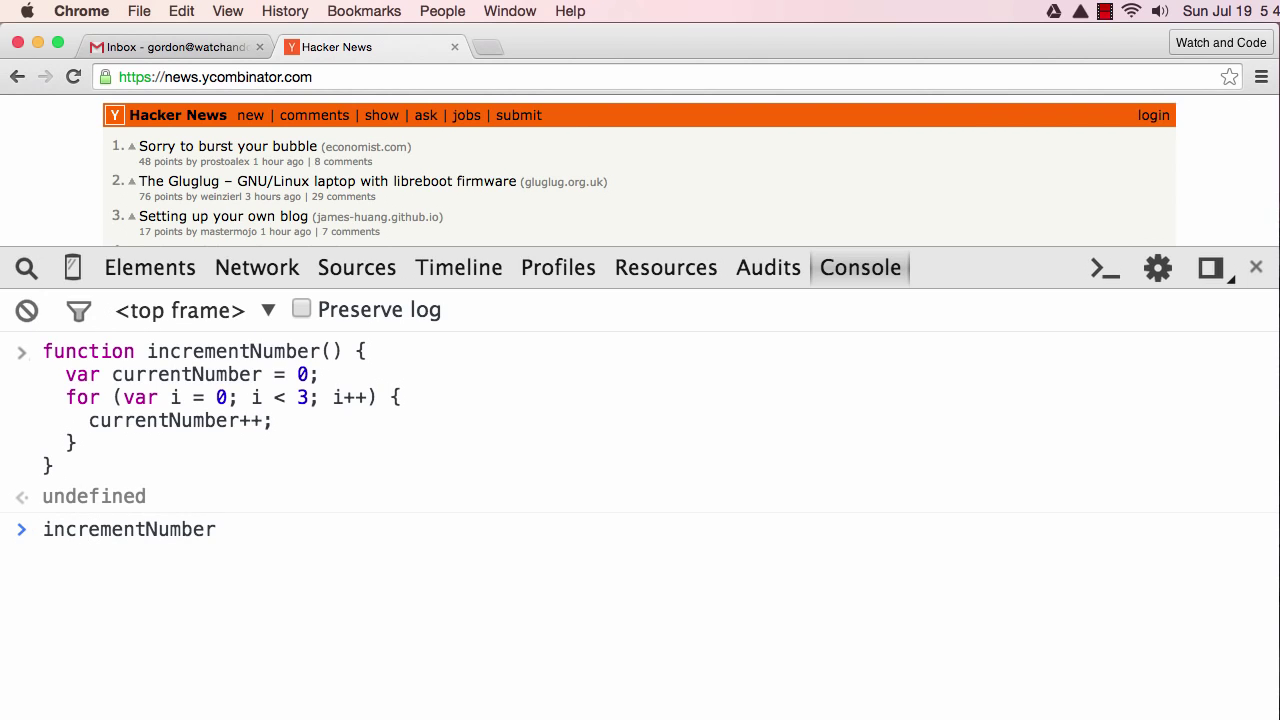 Chrome File Edit View History Bookmarks People Window Help Sun Jul 19 5 4
Inbox - gordon@watchand Hacker News Watch and Code
https://news.ycombinator.com
Y Hacker News new | comments | show | ask | jobs | submit login
1. Sorry to burst your bubble (economist.com)
48 points by prostoalex 1 hour ago | 8 comments
2. The Gluglug – GNU/Linux laptop with libreboot firmware (gluglug.org.uk)
76 points by weinzierl 3 hours ago | 29 comments
3. Setting up your own blog (james-huang.github.io)
17 points by mastermojo 1 hour ago | 7 comments
Elements Network Sources Timeline Profiles Resources Audits Console
<top frame> Preserve log
function incrementNumber() {
var currentNumber = 0;
for (var i = 0; i < 3; i++) {
currentNumber++;
}
}
undefined
incrementNumber